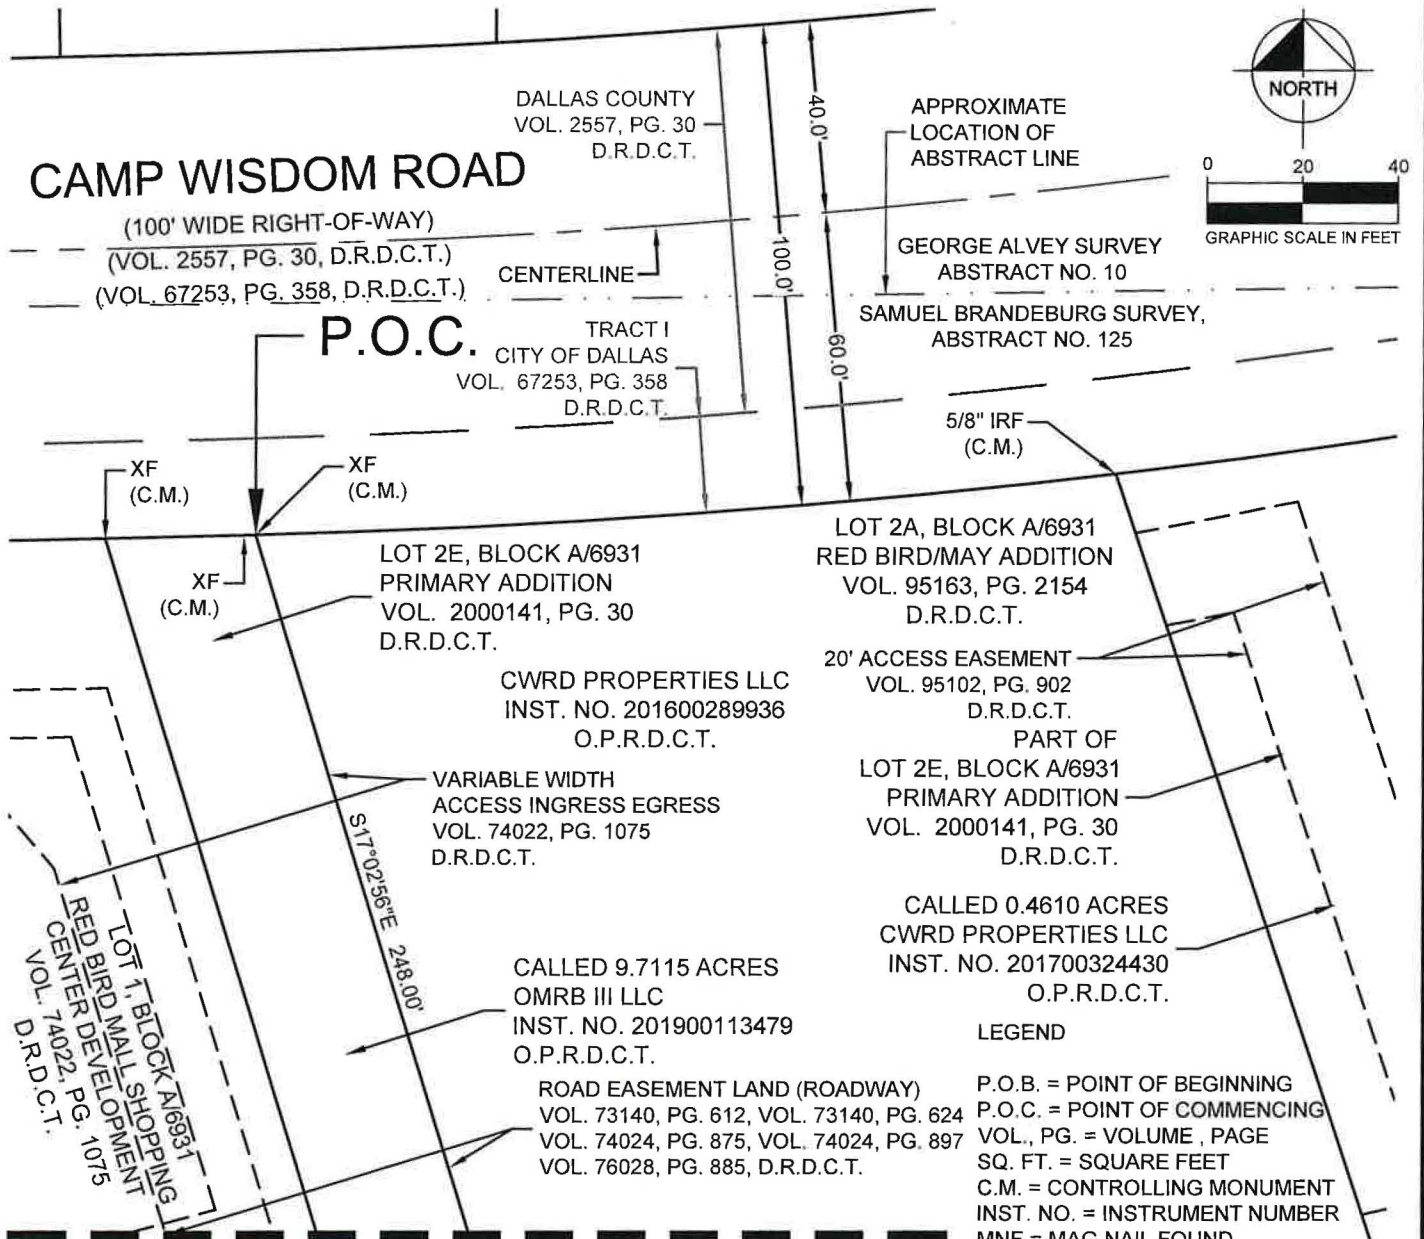 DALLAS COUNTY
VOL. 2557, PG. 30
D.R.D.C.T.
40.0'
APPROXIMATE
LOCATION OF
ABSTRACT LINE
NORTH
0 20 40
GRAPHIC SCALE IN FEET
CAMP WISDOM ROAD
(100' WIDE RIGHT-OF-WAY)
(VOL. 2557, PG. 30, D.R.D.C.T.)
(VOL. 67253, PG. 358, D.R.D.C.T.)
CENTERLINE
100.0'
GEORGE ALVEY SURVEY
ABSTRACT NO. 10
SAMUEL BRANDEBURG SURVEY,
ABSTRACT NO. 125
P.O.C.
TRACT I
CITY OF DALLAS
VOL. 67253, PG. 358
D.R.D.C.T.
60.0'
5/8" IRF
(C.M.)
XF
(C.M.)
XF
(C.M.)
XF
(C.M.)
LOT 2E, BLOCK A/6931
PRIMARY ADDITION
VOL. 2000141, PG. 30
D.R.D.C.T.
LOT 2A, BLOCK A/6931
RED BIRD/MAY ADDITION
VOL. 95163, PG. 2154
D.R.D.C.T.
20' ACCESS EASEMENT
VOL. 95102, PG. 902
D.R.D.C.T.
CWRD PROPERTIES LLC
INST. NO. 201600289936
O.P.R.D.C.T.
PART OF
LOT 2E, BLOCK A/6931
PRIMARY ADDITION
VOL. 2000141, PG. 30
D.R.D.C.T.
VARIABLE WIDTH
ACCESS INGRESS EGRESS
VOL. 74022, PG. 1075
D.R.D.C.T.
S17°02'56"E 248.00'
CALLED 0.4610 ACRES
CWRD PROPERTIES LLC
INST. NO. 201700324430
O.P.R.D.C.T.
LOT 1, BLOCK A/6931
RED BIRD MALL SHOPPING
CENTER DEVELOPMENT
VOL. 74022, PG. 1075
D.R.D.C.T.
CALLED 9.7115 ACRES
OMRB III LLC
INST. NO. 201900113479
O.P.R.D.C.T.
ROAD EASEMENT LAND (ROADWAY)
VOL. 73140, PG. 612, VOL. 73140, PG. 624
VOL. 74024, PG. 875, VOL. 74024, PG. 897
VOL. 76028, PG. 885, D.R.D.C.T.
LEGEND
P.O.B. = POINT OF BEGINNING
P.O.C. = POINT OF COMMENCING
VOL., PG. = VOLUME , PAGE
SQ. FT. = SQUARE FEET
C.M. = CONTROLLING MONUMENT
INST. NO. = INSTRUMENT NUMBER
MNF = MAG NAIL FOUND